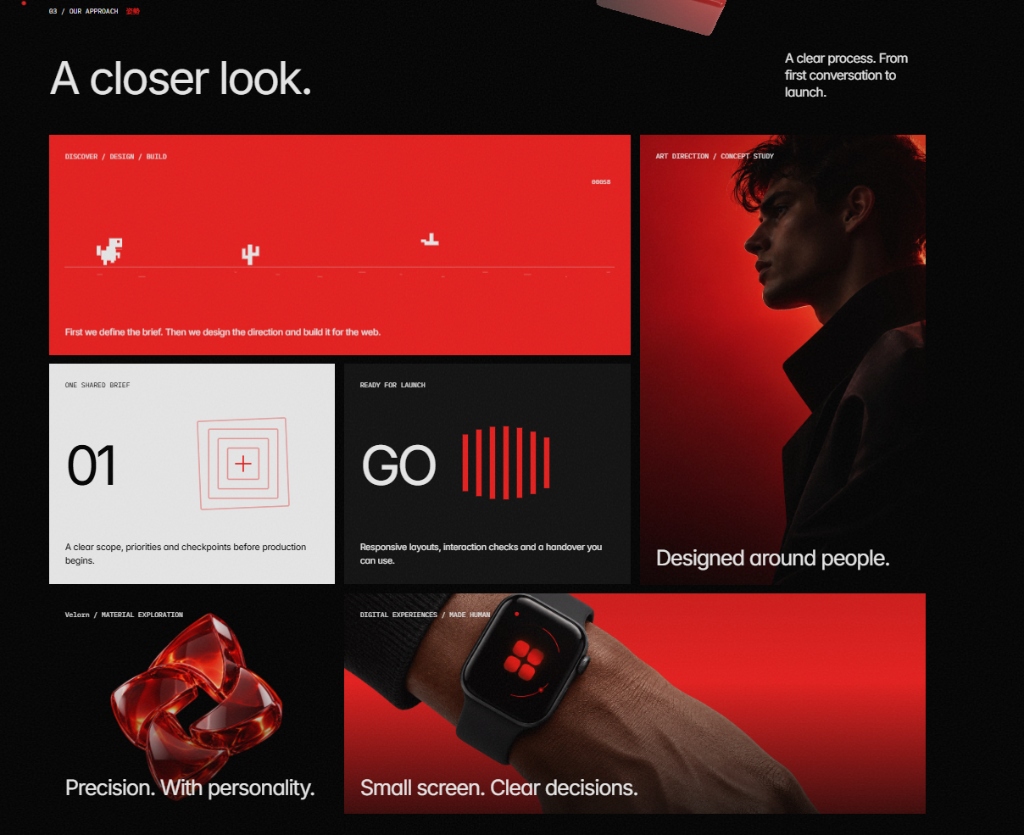 03 / OUR APPROACH
A closer look.
A clear process. From
first conversation to
launch.
DISCOVER / DESIGN / BUILD
00058
First we define the brief. Then we design the direction and build it for the web.
ART DIRECTION / CONCEPT STUDY
Designed around people.
ONE SHARED BRIEF
01
A clear scope, priorities and checkpoints before production
begins.
READY FOR LAUNCH
GO
Responsive layouts, interaction checks and a handover you
can use.
Velorn / MATERIAL EXPLORATION
Precision. With personality.
DIGITAL EXPERIENCES / MADE HUMAN
Small screen. Clear decisions.